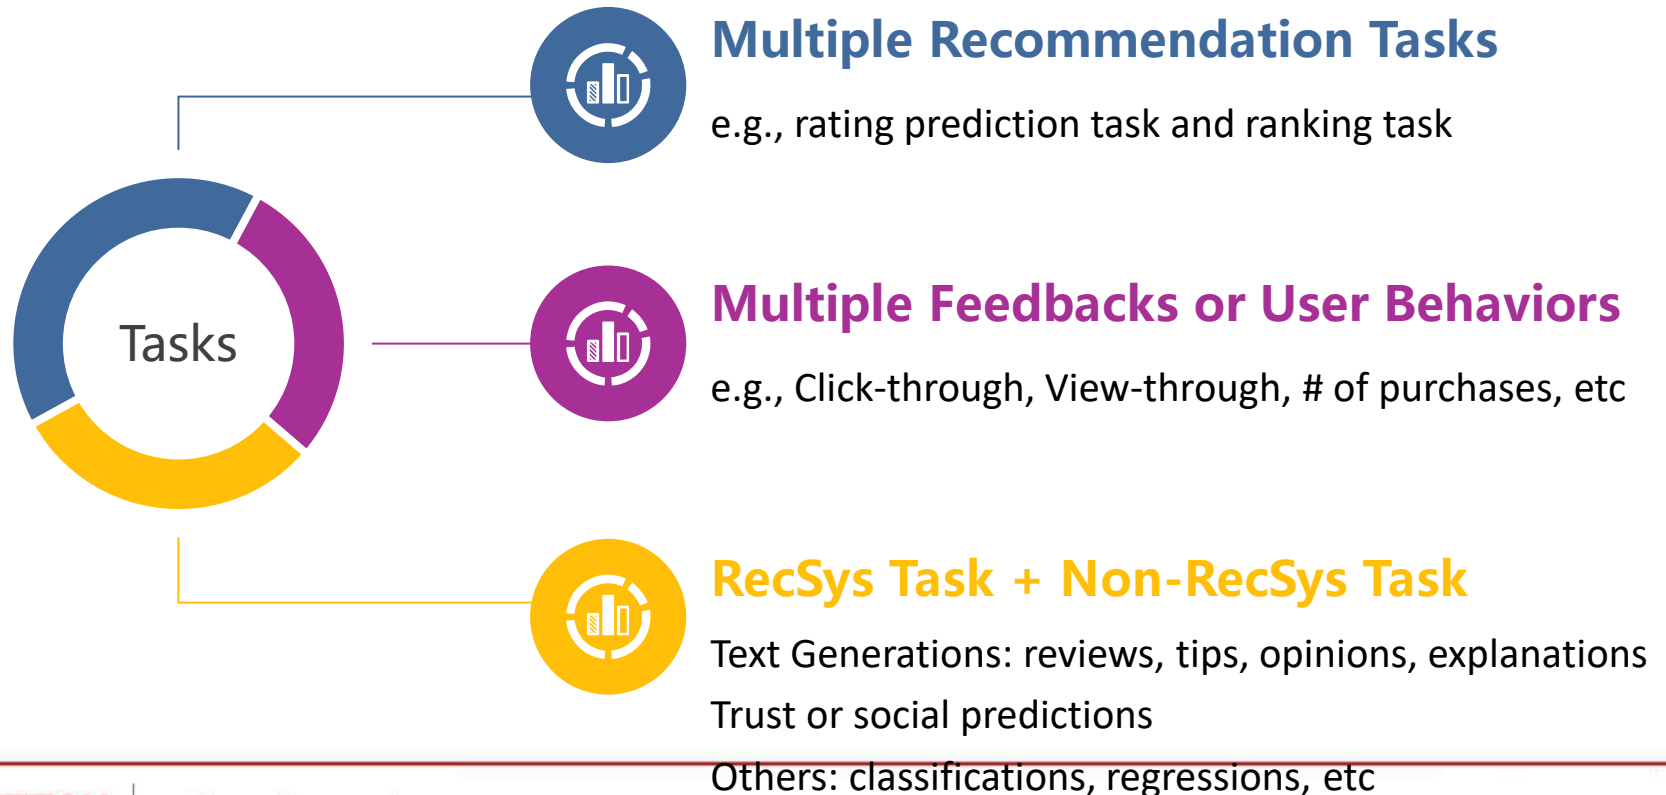 Multiple Recommendation Tasks
e.g., rating prediction task and ranking task
Tasks
Multiple Feedbacks or User Behaviors
e.g., Click-through, View-through, # of purchases, etc
RecSys Task + Non-RecSys Task
Text Generations: reviews, tips, opinions, explanations
Trust or social predictions
Others: classifications, regressions, etc